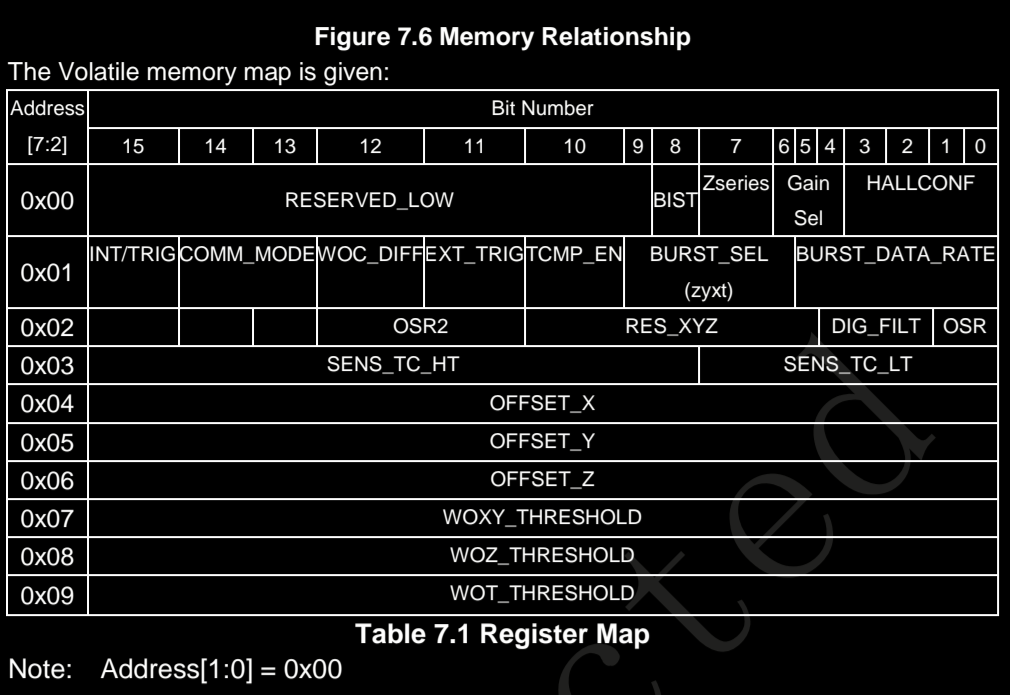 Figure 7.6 Memory Relationship
The Volatile memory map is given:
Address Bit Number
[7:2] 15 14 13 12 11 10 9 8 7 6 5 4 3 2 1 0
0x00 RESERVED_LOW BIST Zseries Gain Sel HALLCONF
0x01 INT/TRIG COMM_MODE WOC_DIFF EXT_TRIG TCMP_EN BURST_SEL (zyxt) BURST_DATA_RATE
0x02 OSR2 RES_XYZ DIG_FILT OSR
0x03 SENS_TC_HT SENS_TC_LT
0x04 OFFSET_X
0x05 OFFSET_Y
0x06 OFFSET_Z
0x07 WOXY_THRESHOLD
0x08 WOZ_THRESHOLD
0x09 WOT_THRESHOLD
Table 7.1 Register Map
Note: Address[1:0] = 0x00
cted